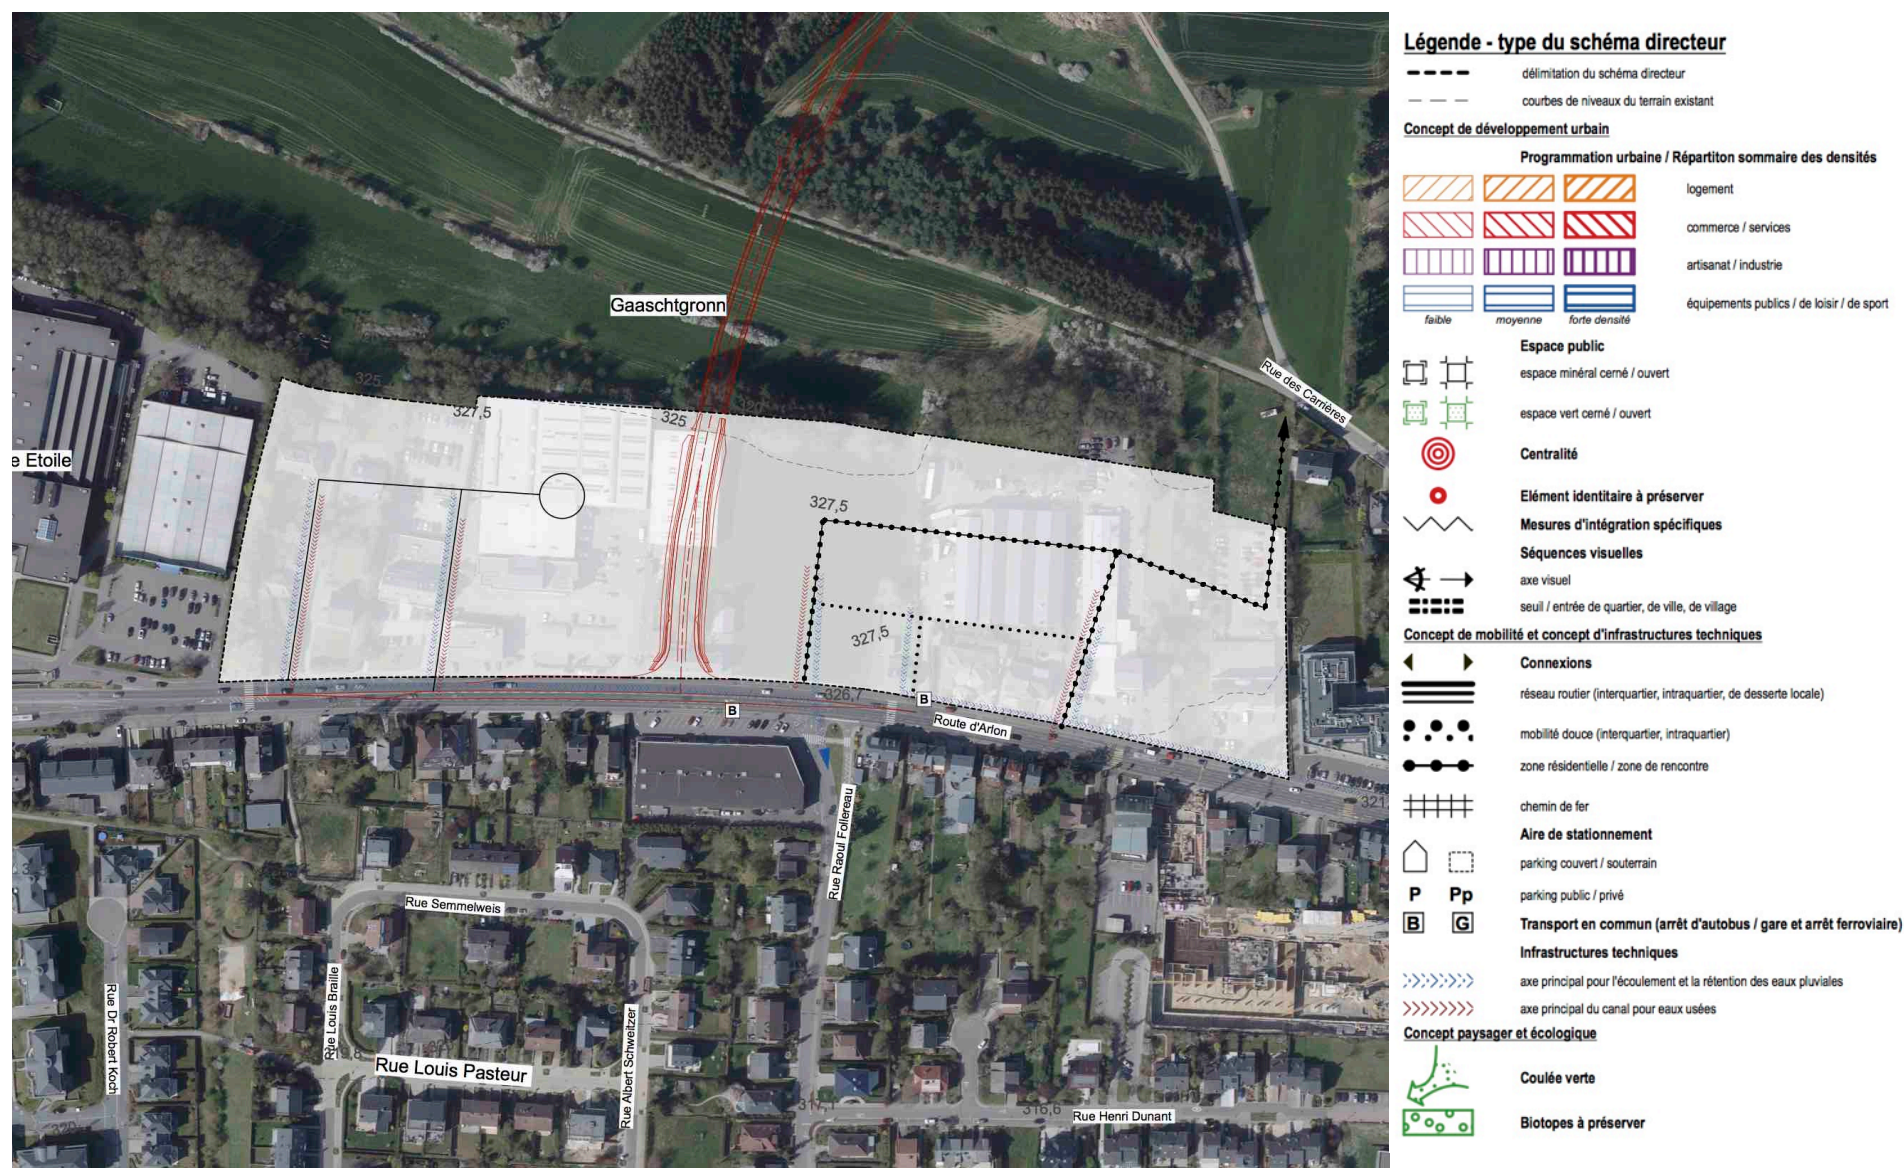 Gaaschtgronn
Rue des Carrières
325
327,5
325
e Etoile
327,5
327,5
326,7
B
B
Route d'Arlon
321
Rue Raoul Follereau
Rue Semmelweis
Rue Louis Braille
Rue Dr Robert Koch
Rue Albert Schweitzer
Rue Louis Pasteur
317,1
316,6
Rue Henri Dunant
320
Légende - type du schéma directeur
délimitation du schéma directeur
courbes de niveaux du terrain existant
Concept de développement urbain
Programmation urbaine / Répartiton sommaire des densités
logement
commerce / services
artisanat / industrie
équipements publics / de loisir / de sport
faible moyenne forte densité
Espace public
espace minéral cerné / ouvert
espace vert cerné / ouvert
Centralité
Elément identitaire à préserver
Mesures d'intégration spécifiques
Séquences visuelles
axe visuel
seuil / entrée de quartier, de ville, de village
Concept de mobilité et concept d'infrastructures techniques
Connexions
réseau routier (interquartier, intraquartier, de desserte locale)
mobilité douce (interquartier, intraquartier)
zone résidentielle / zone de rencontre
chemin de fer
Aire de stationnement
parking couvert / souterrain
P Pp parking public / privé
B G Transport en commun (arrêt d'autobus / gare et arrêt ferroviaire)
Infrastructures techniques
axe principal pour l'écoulement et la rétention des eaux pluviales
axe principal du canal pour eaux usées
Concept paysager et écologique
Coulée verte
Biotopes à préserver